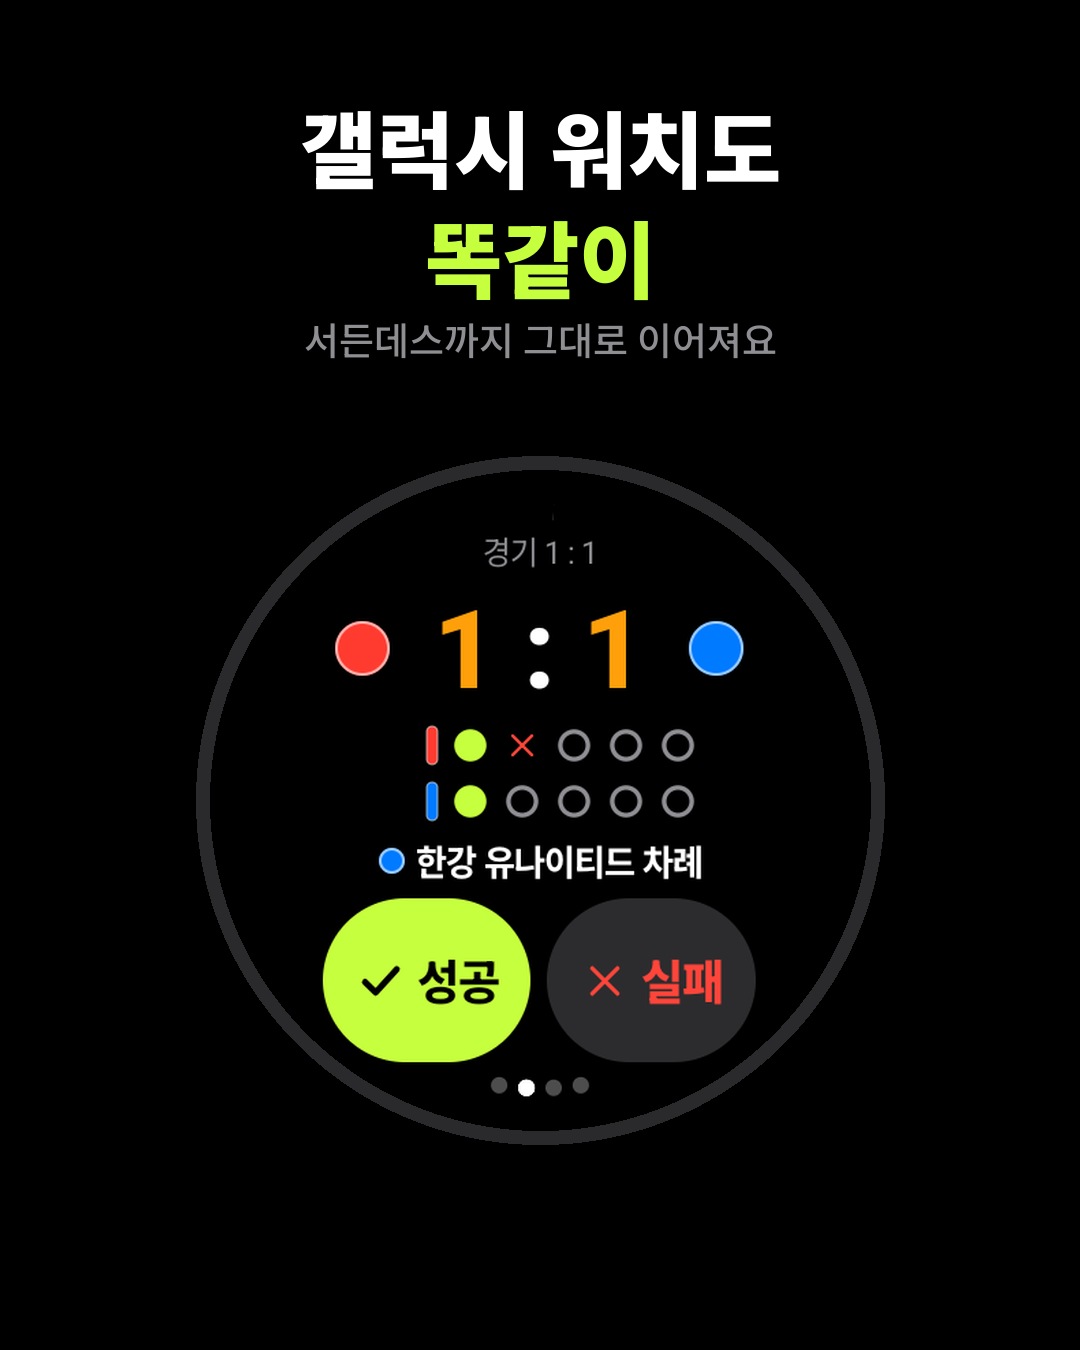 갤럭시 워치도
똑같이
서든데스까지 그대로 이어져요
경기 1 : 1
1 : 1
한강 유나이티드 차례
성공
실패